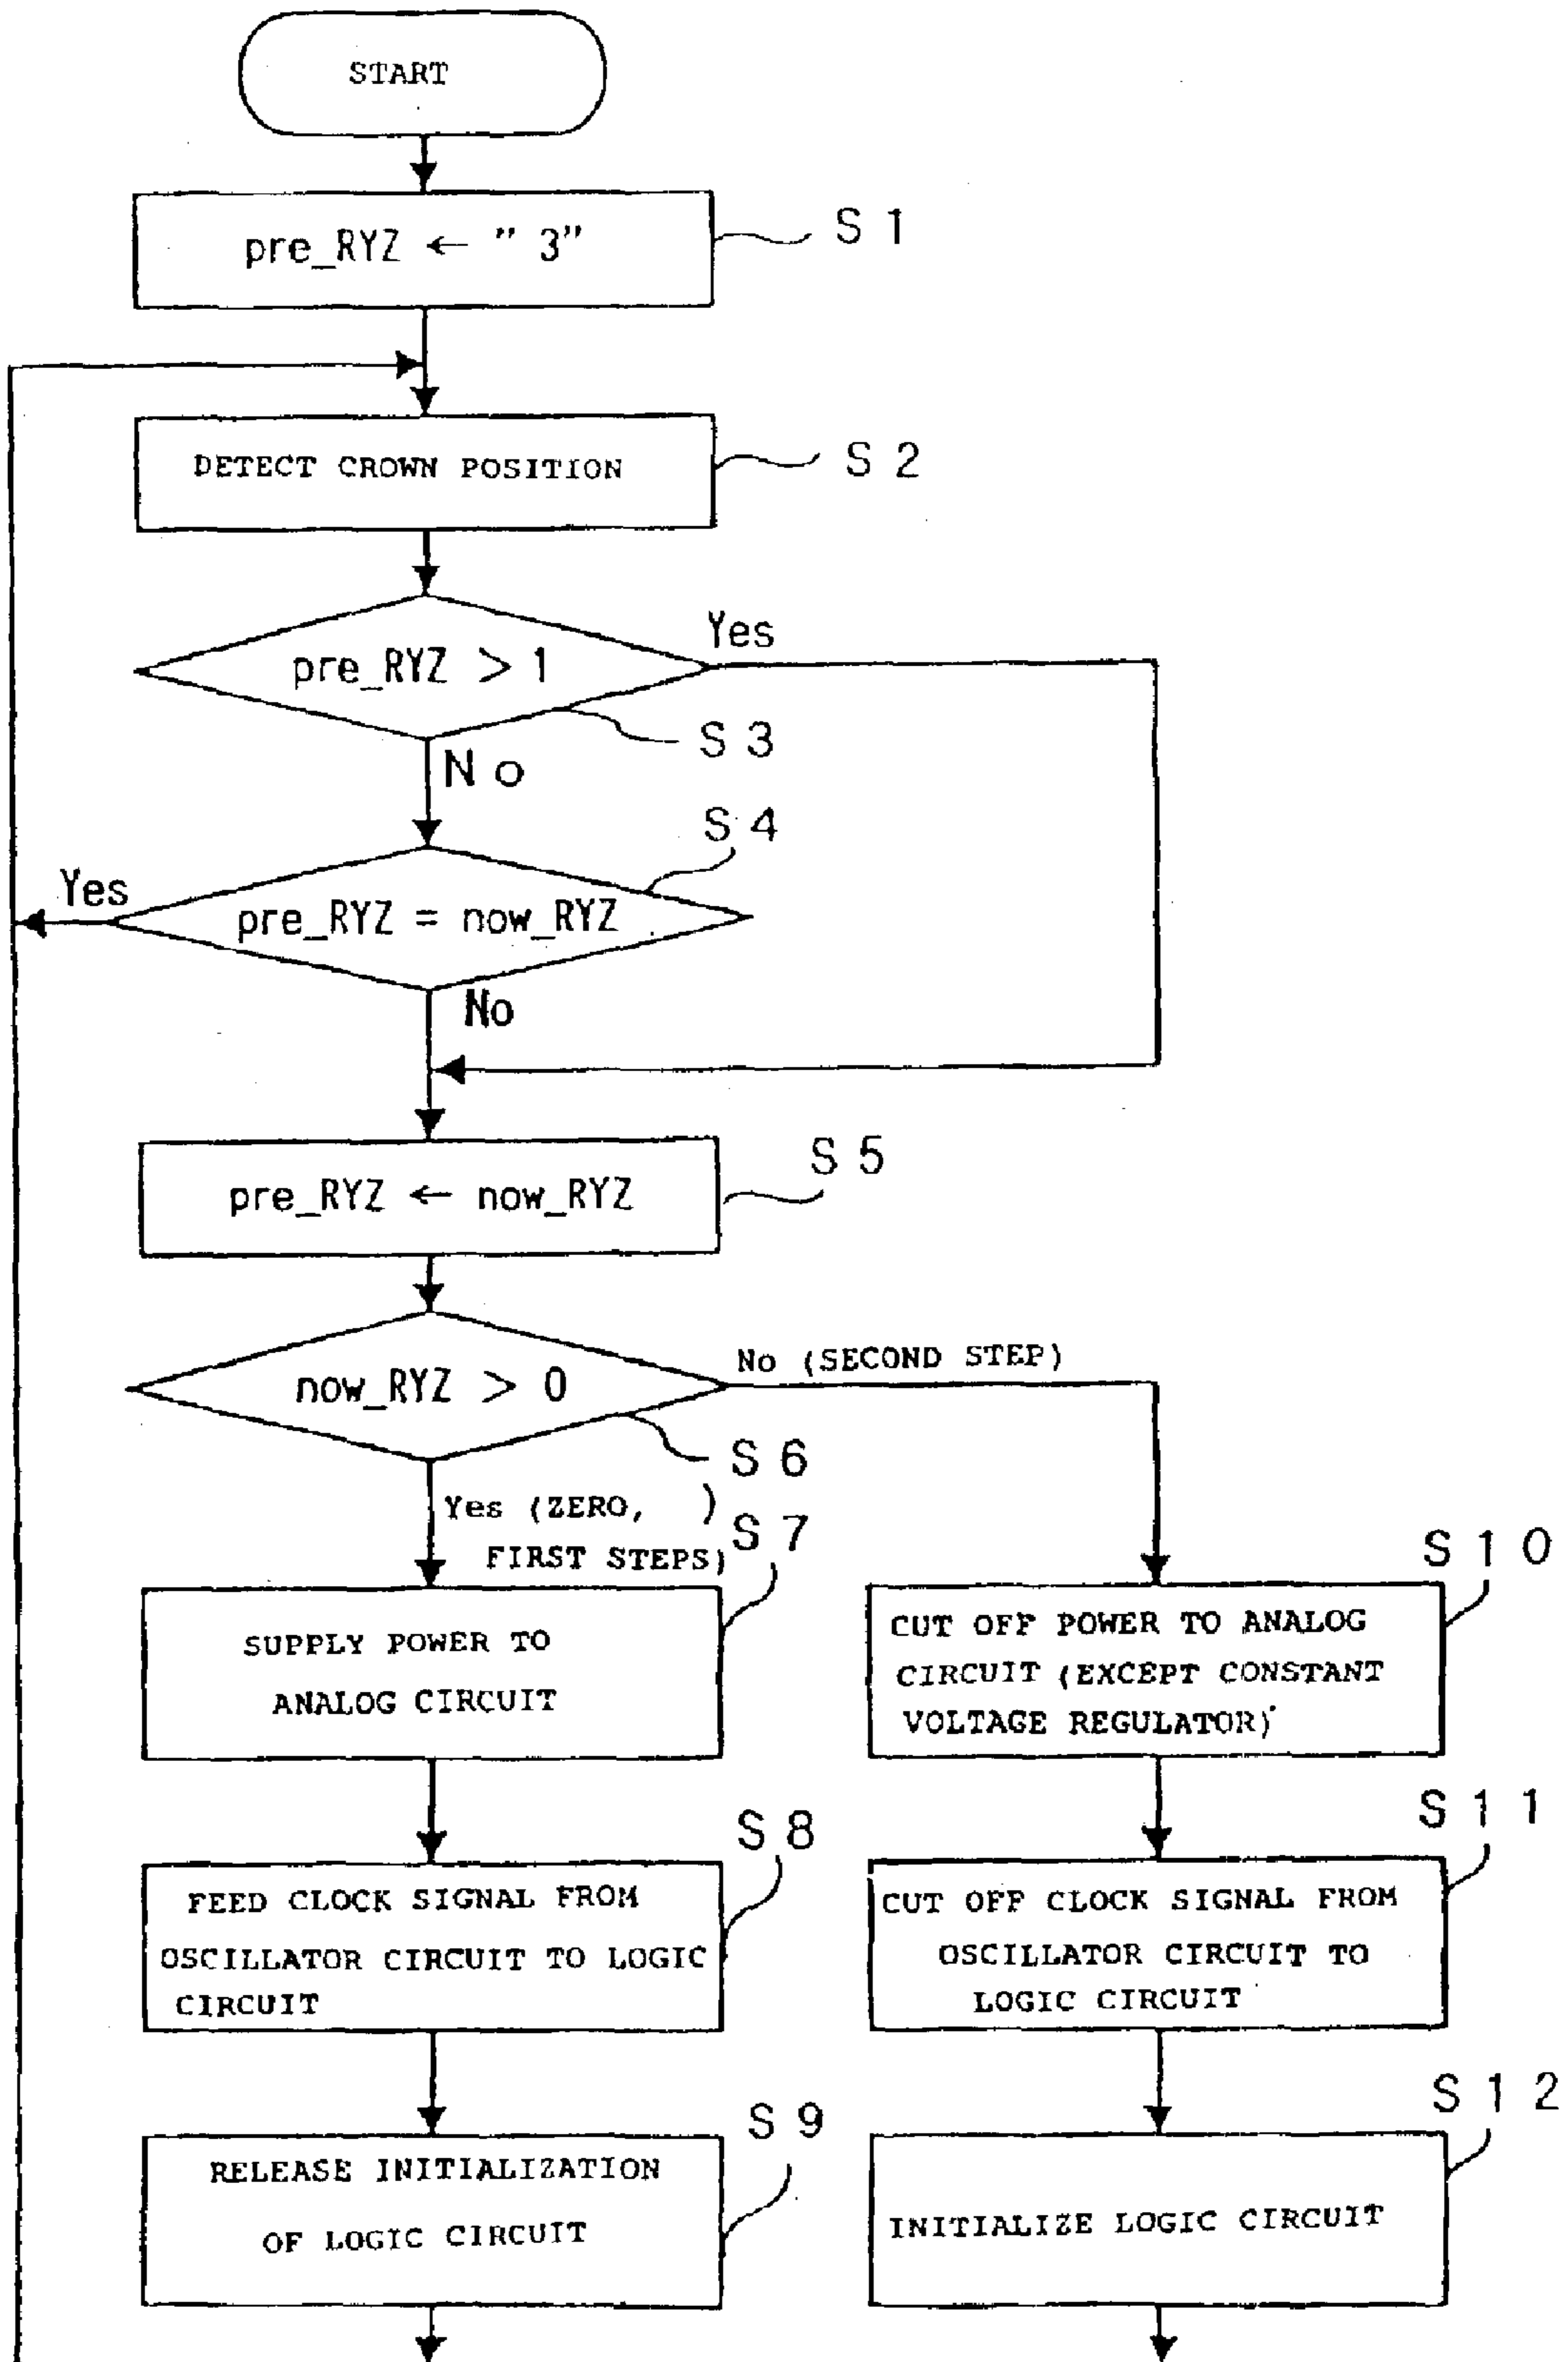 START
pre_RYZ ← " 3"
S 1
DETECT CROWN POSITION
S 2
pre_RYZ > 1
Yes
S 3
No
S 4
Yes
pre_RYZ = now_RYZ
No
pre_RYZ ← now_RYZ
S 5
now_RYZ > 0
No (SECOND STEP)
S 6
Yes (ZERO, )
FIRST STEPS)
S 7
SUPPLY POWER TO
ANALOG CIRCUIT
S 1 0
CUT OFF POWER TO ANALOG
CIRCUIT (EXCEPT CONSTANT
VOLTAGE REGULATOR)
S 8
FEED CLOCK SIGNAL FROM
OSCILLATOR CIRCUIT TO LOGIC
CIRCUIT
S 1 1
CUT OFF CLOCK SIGNAL FROM
OSCILLATOR CIRCUIT TO
LOGIC CIRCUIT
S 9
RELEASE INITIALIZATION
OF LOGIC CIRCUIT
S 1 2
INITIALIZE LOGIC CIRCUIT